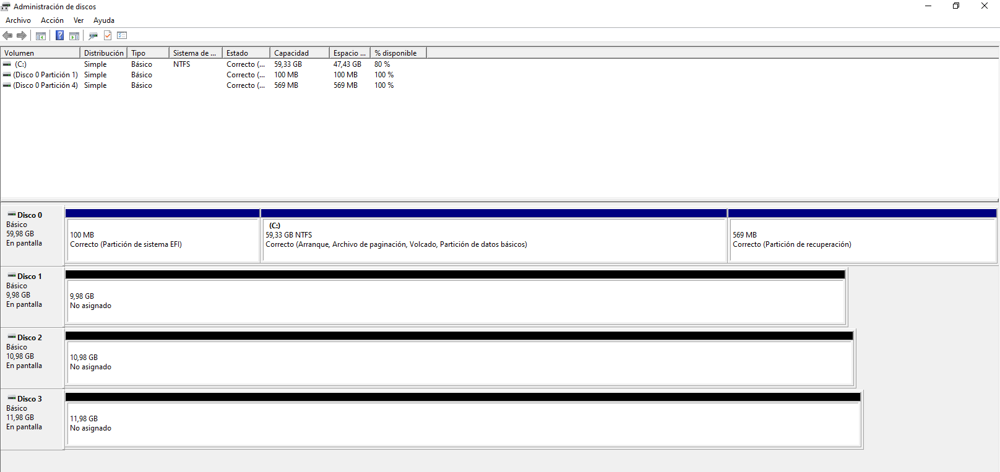 Administración de discos
Archivo Acción Ver Ayuda
Volumen Distribución Tipo Sistema de ... Estado Capacidad Espacio ... % disponible
(C:) Simple Básico NTFS Correcto (... 59,33 GB 47,43 GB 80 %
(Disco 0 Partición 1) Simple Básico Correcto (... 100 MB 100 MB 100 %
(Disco 0 Partición 4) Simple Básico Correcto (... 569 MB 569 MB 100 %
Disco 0
Básico
59,98 GB
En pantalla
100 MB
Correcto (Partición de sistema EFI)
(C:)
59,33 GB NTFS
Correcto (Arranque, Archivo de paginación, Volcado, Partición de datos básicos)
569 MB
Correcto (Partición de recuperación)
Disco 1
Básico
9,98 GB
En pantalla
9,98 GB
No asignado
Disco 2
Básico
10,98 GB
En pantalla
10,98 GB
No asignado
Disco 3
Básico
11,98 GB
En pantalla
11,98 GB
No asignado